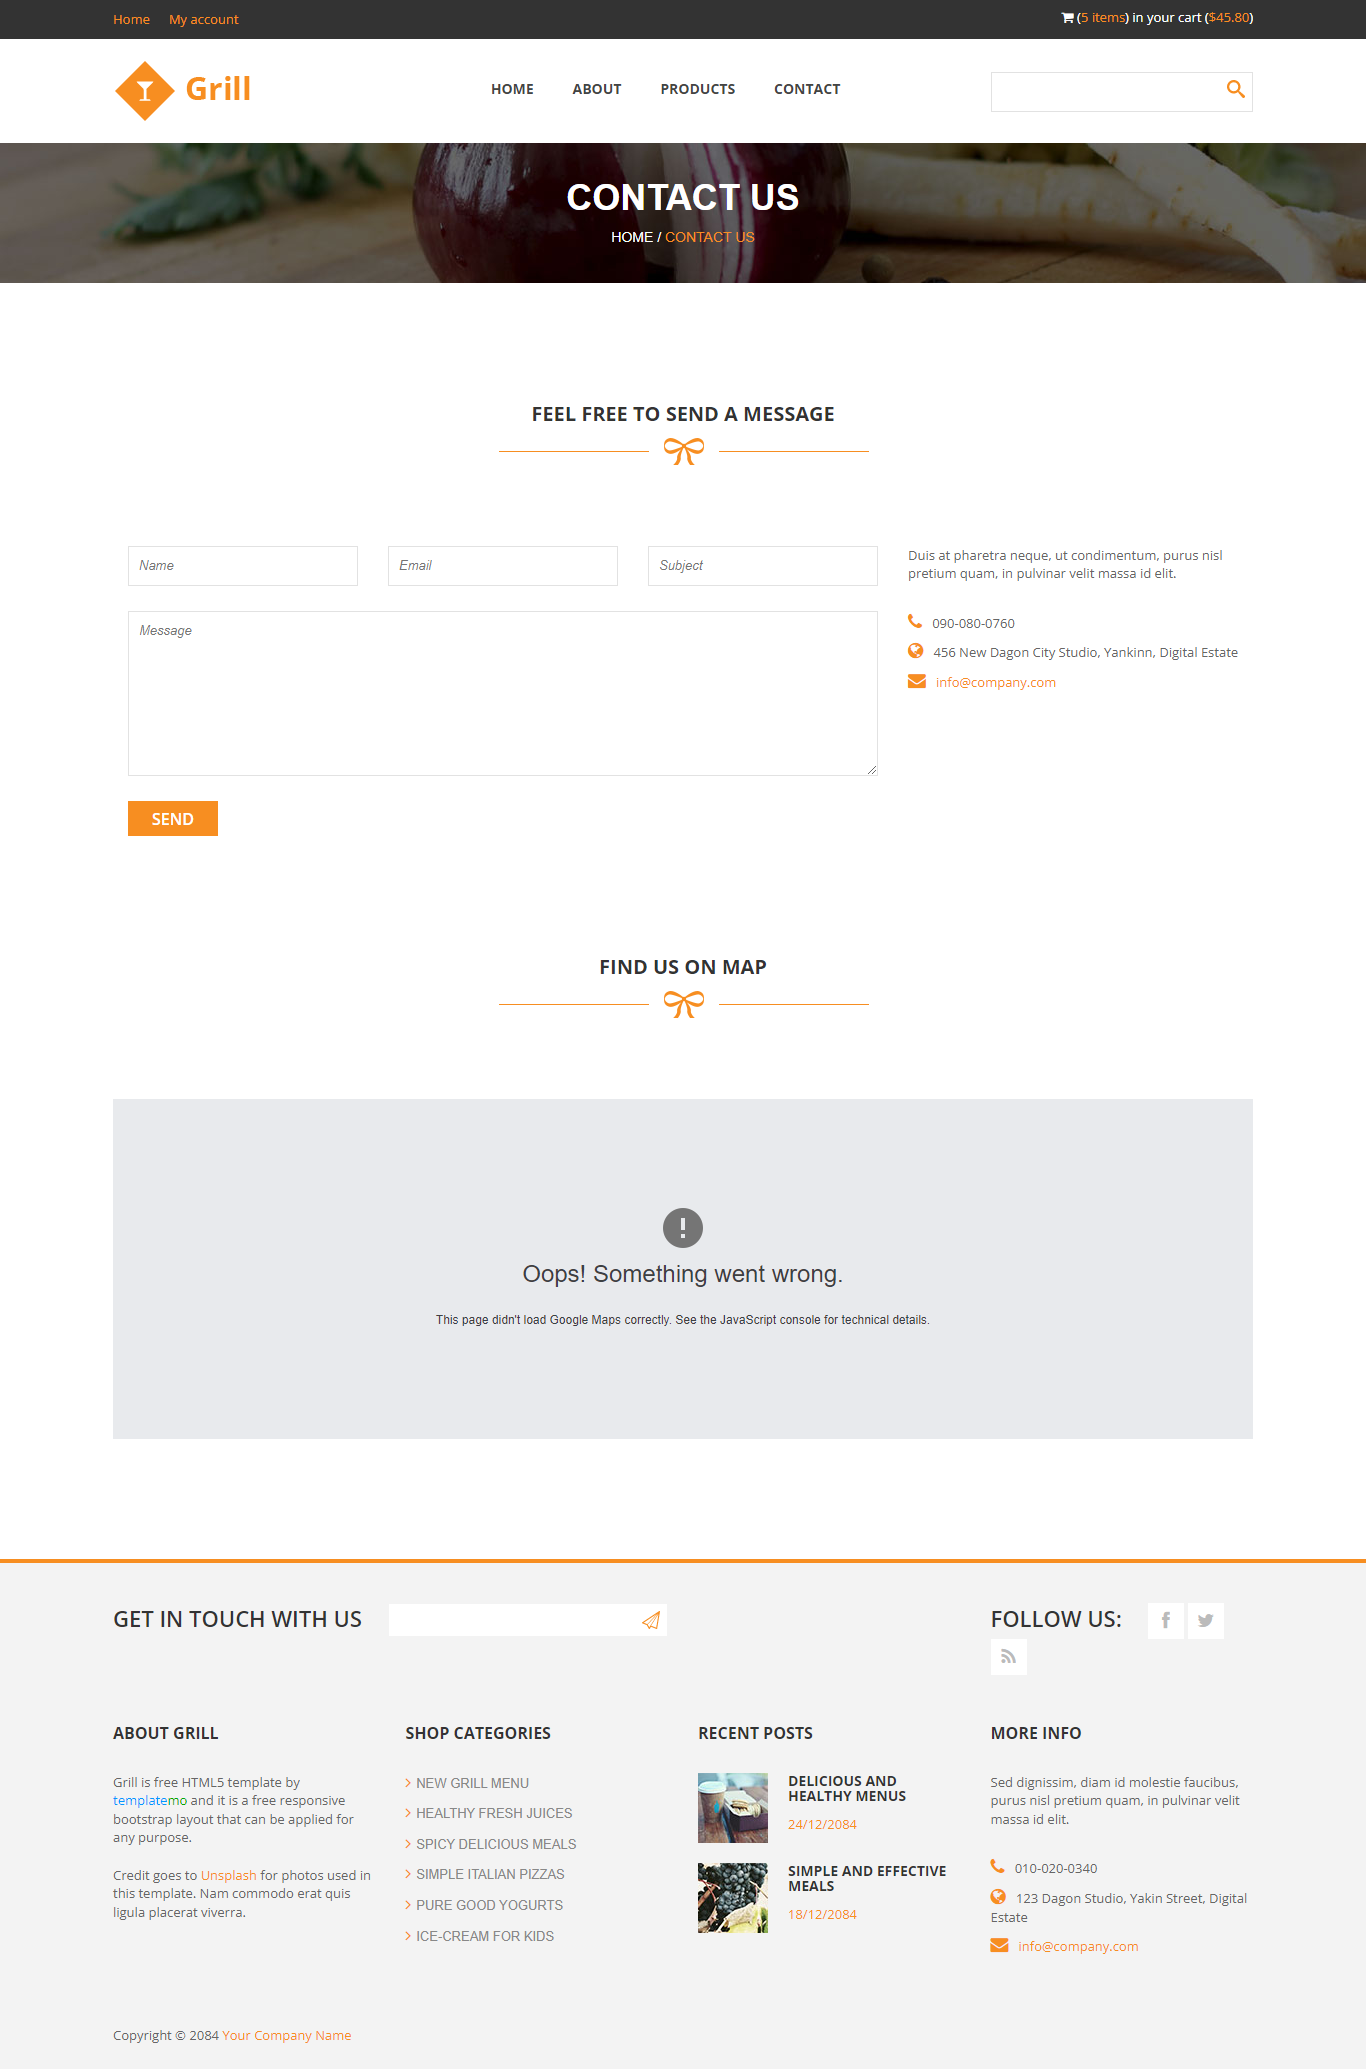 Home My account
(5 items) in your cart ($45.80)
Grill
HOME ABOUT PRODUCTS CONTACT
CONTACT US
HOME / CONTACT US
FEEL FREE TO SEND A MESSAGE
Name Email Subject
Message
SEND
Duis at pharetra neque, ut condimentum, purus nisl
pretium quam, in pulvinar velit massa id elit.
090-080-0760
456 New Dagon City Studio, Yankinn, Digital Estate
info@company.com
FIND US ON MAP
Oops! Something went wrong.
This page didn't load Google Maps correctly. See the JavaScript console for technical details.
GET IN TOUCH WITH US
FOLLOW US:
ABOUT GRILL
Grill is free HTML5 template by
templatemo and it is a free responsive
bootstrap layout that can be applied for
any purpose.
Credit goes to Unsplash for photos used in
this template. Nam commodo erat quis
ligula placerat viverra.
SHOP CATEGORIES
NEW GRILL MENU
HEALTHY FRESH JUICES
SPICY DELICIOUS MEALS
SIMPLE ITALIAN PIZZAS
PURE GOOD YOGURTS
ICE-CREAM FOR KIDS
RECENT POSTS
DELICIOUS AND
HEALTHY MENUS
24/12/2084
SIMPLE AND EFFECTIVE
MEALS
18/12/2084
MORE INFO
Sed dignissim, diam id molestie faucibus,
purus nisl pretium quam, in pulvinar velit
massa id elit.
010-020-0340
123 Dagon Studio, Yakin Street, Digital
Estate
info@company.com
Copyright © 2084 Your Company Name